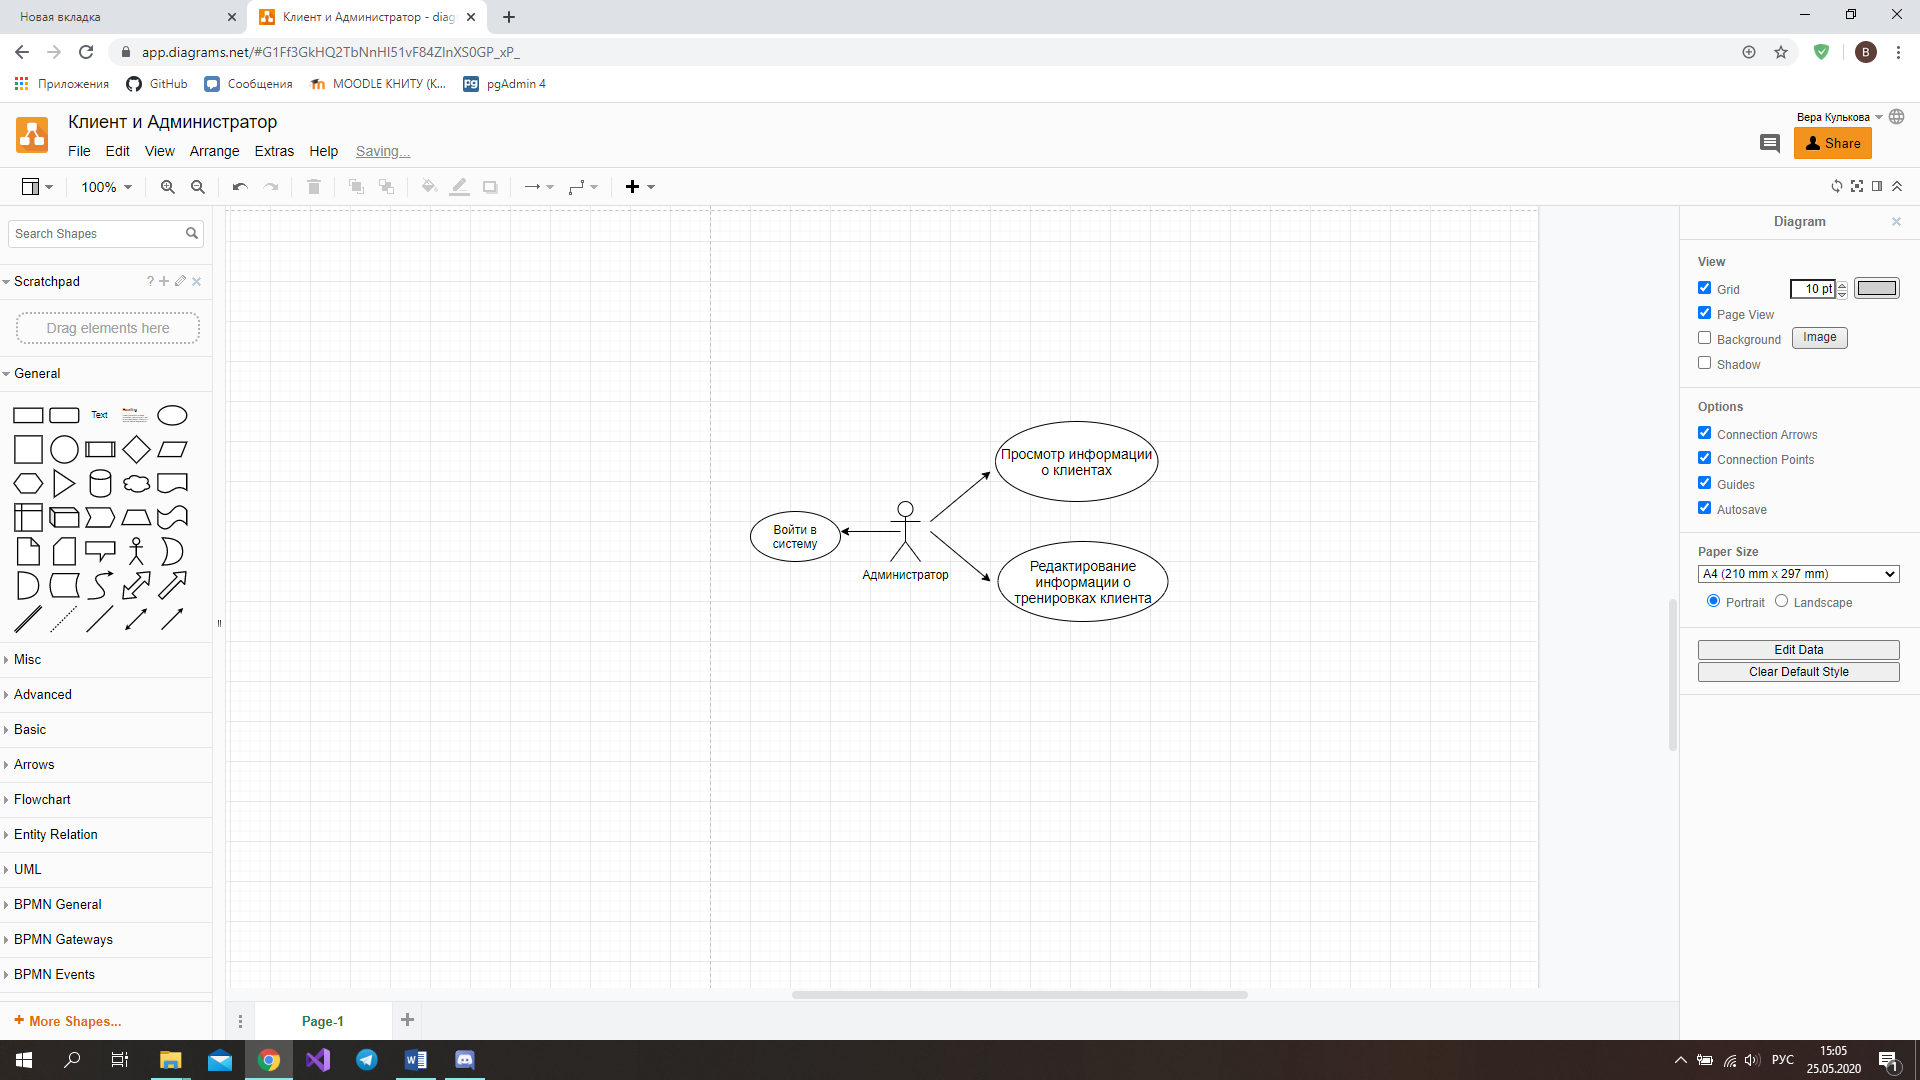 Новая вкладка
Клиент и Администратор - diag
app.diagrams.net/#G1Ff3GkHQ2TbNnHI51vF84ZlnXS0GP_xP_
B
Приложения
GitHub
Сообщения
MOODLE КНИТУ (К...
pgAdmin 4
Клиент и Администратор
Вера Кулькова
File Edit View Arrange Extras Help Saving...
Share
100%
Search Shapes
Diagram
Scratchpad
?
Drag elements here
General
Text
View
Grid
10 pt
Page View
Background
Image
Shadow
Options
Connection Arrows
Connection Points
Guides
Autosave
Paper Size
A4 (210 mm x 297 mm)
Portrait
Landscape
Edit Data
Clear Default Style
Просмотр информации
о клиентах
Войти в
систему
Администратор
Редактирование
информации о
тренировках клиента
Misc
Advanced
Basic
Arrows
Flowchart
Entity Relation
UML
BPMN General
BPMN Gateways
BPMN Events
+ More Shapes...
Page-1
РУС
15:05
25.05.2020
1